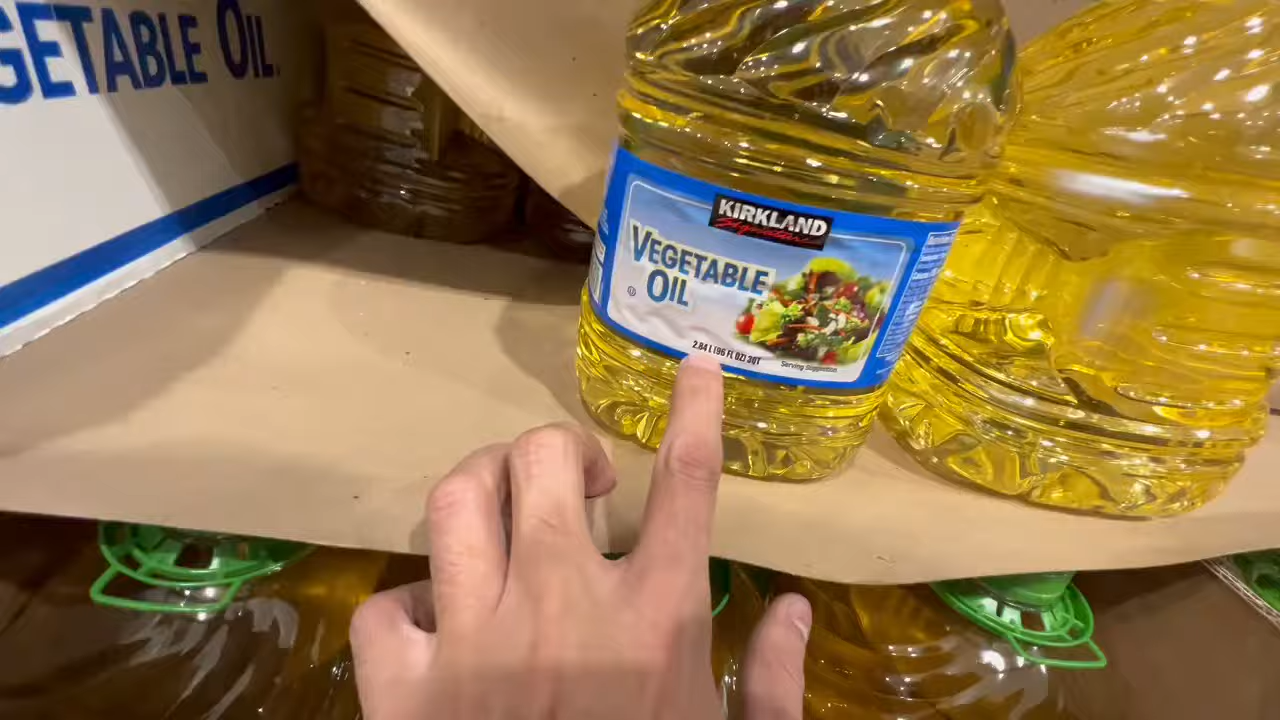 GETABLE OIL
KIRKLAND
Signature
VEGETABLE
OIL
2.84 L (96 FL OZ) 3QT
Serving Suggestion